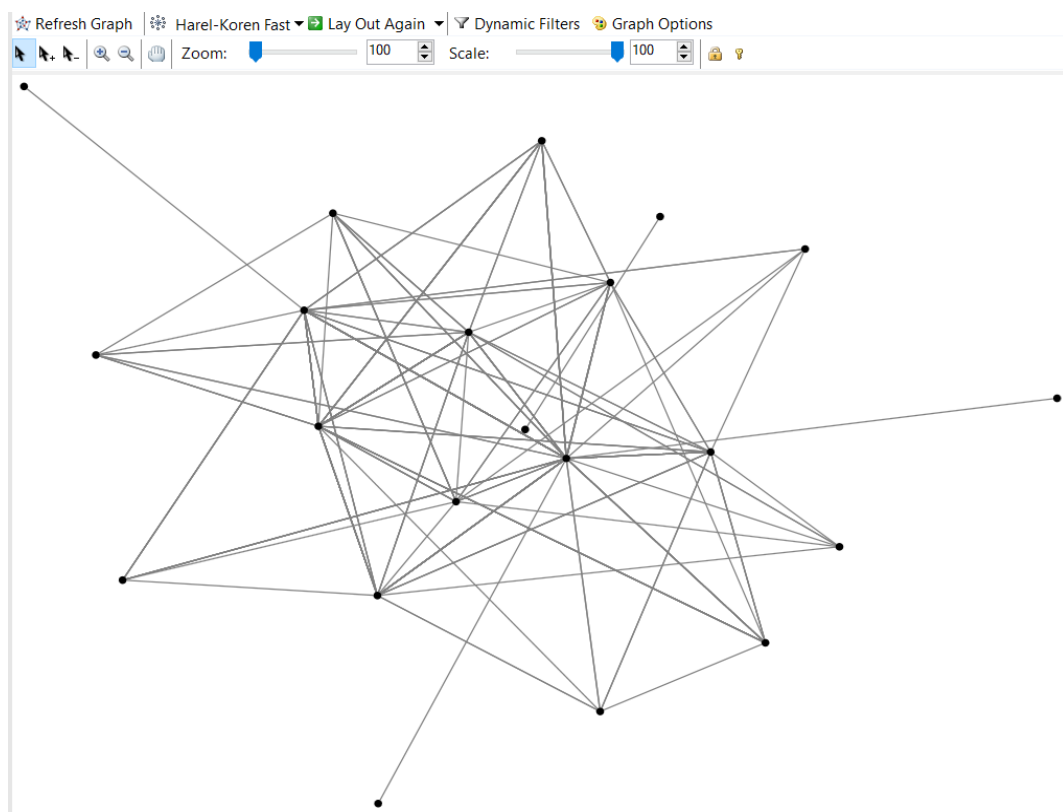 Refresh Graph Harel-Koren Fast Lay Out Again Dynamic Filters Graph Options
Zoom: 100 Scale: 100